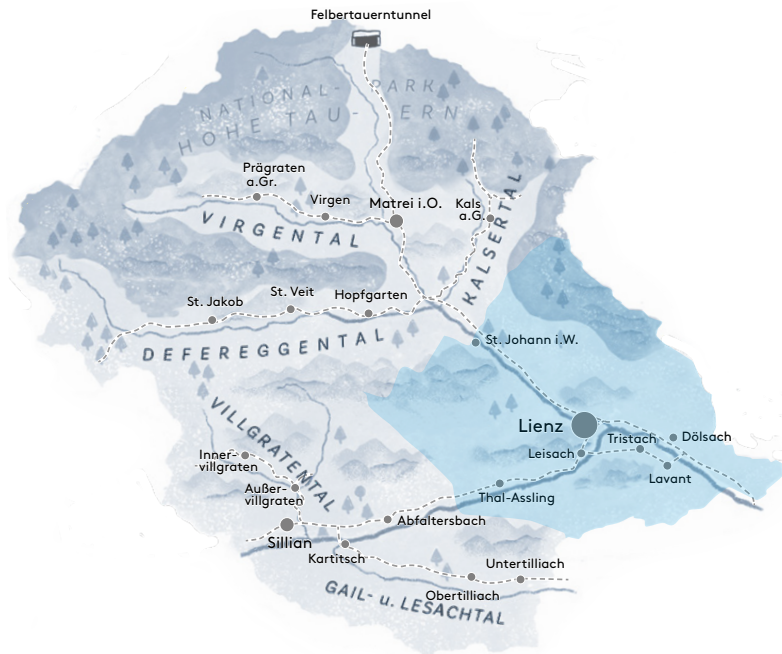 Felbertauerntunnel
NATIONAL-PARK
HOHE TAU-ERN
Prägraten
a.Gr.
Virgen
Matrei i.O.
Kals
a.G.
VIRGENTAL
KALSERTAL
St. Jakob
St. Veit
Hopfgarten
DEFEREGGENTAL
St. Johann i.W.
VILLGRATENTAL
Lienz
Inner-
villgraten
Leisach
Tristach
Dölsach
Lavant
Außer-
villgraten
Thal-Assling
Abfaltersbach
Sillian
Kartitsch
Untertilliach
Obertilliach
GAIL- u. LESACHTAL